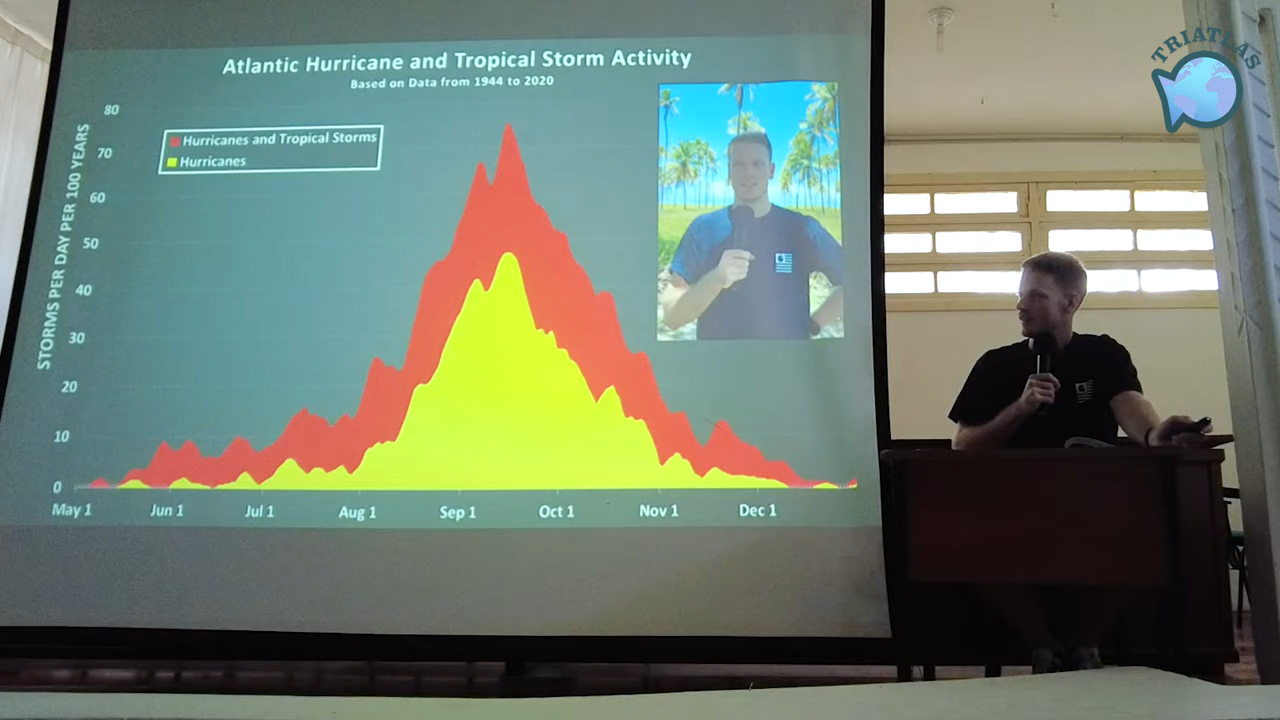 TRIATLAS
Atlantic Hurricane and Tropical Storm Activity
Based on Data from 1944 to 2020
STORMS PER DAY PER 100 YEARS
Hurricanes and Tropical Storms
Hurricanes
80
70
60
50
40
30
20
10
0
May 1 Jun 1 Jul 1 Aug 1 Sep 1 Oct 1 Nov 1 Dec 1